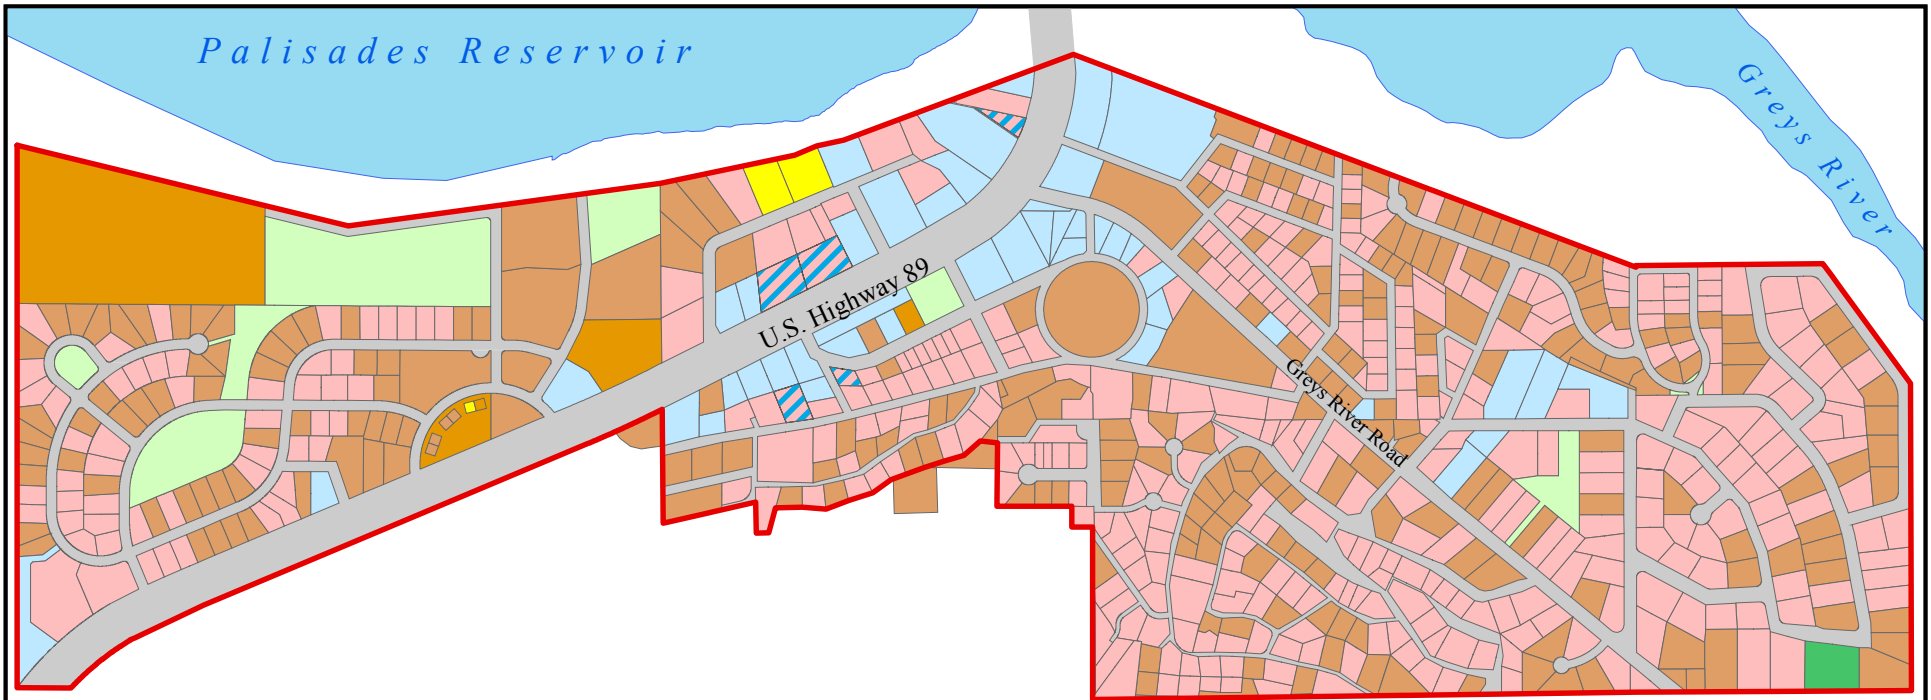 Palisades Reservoir
Greys River
U.S. Highway 89
Greys River Road